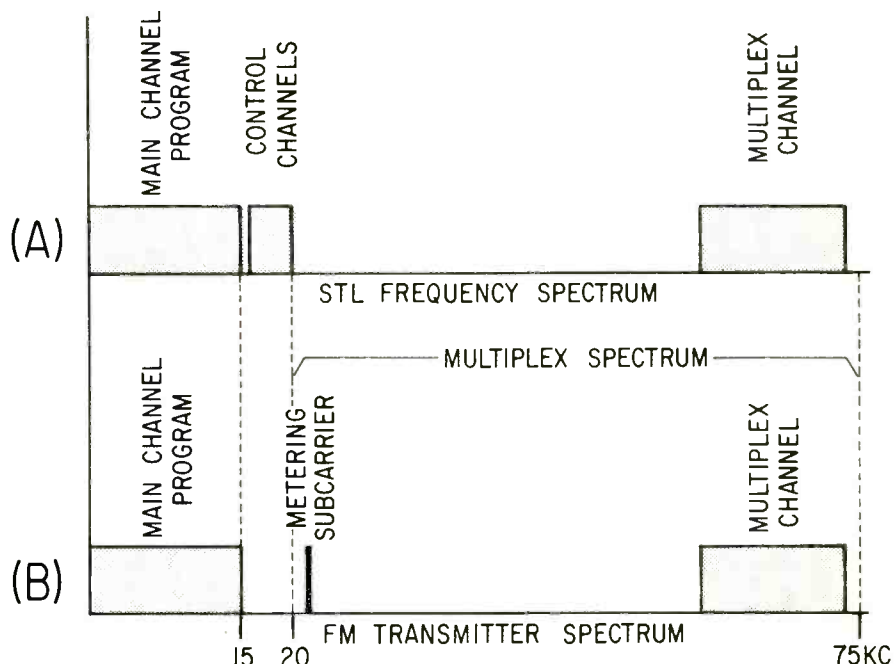 MAIN CHANNEL
PROGRAM
CONTROL
CHANNELS
MULTIPLEX
CHANNEL
(A)
STL FREQUENCY SPECTRUM
MULTIPLEX SPECTRUM
MAIN CHANNEL
PROGRAM
METERING
SUBCARRIER
MULTIPLEX
CHANNEL
(B)
FM TRANSMITTER SPECTRUM
15 20 75KC